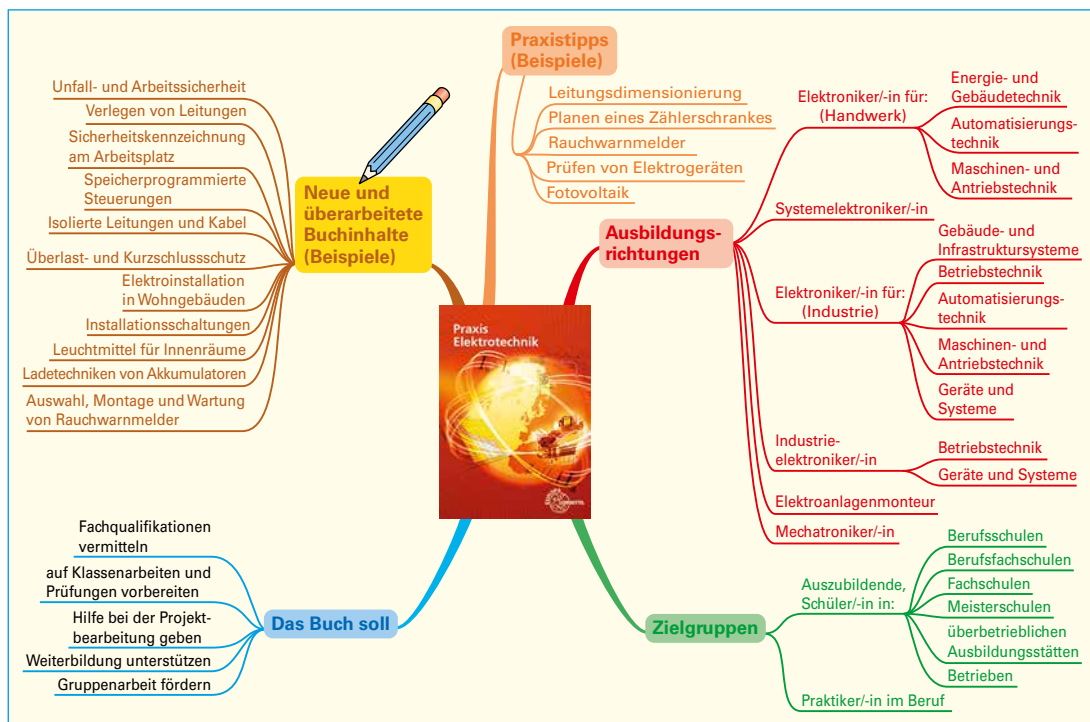 Praxistipps
(Beispiele)
Leitungsdimensionierung
Planen eines Zählerschrankes
Rauchwarnmelder
Prüfen von Elektrogeräten
Fotovoltaik
Neue und
überarbeitete
Buchinhalte
(Beispiele)
Unfall- und Arbeitssicherheit
Verlegen von Leitungen
Sicherheitskennzeichnung
am Arbeitsplatz
Speicherprogrammierte
Steuerungen
Isolierte Leitungen und Kabel
Überlast- und Kurzschlussschutz
Elektroinstallation
in Wohngebäuden
Installationsschaltungen
Leuchtmittel für Innenräume
Ladetechniken von Akkumulatoren
Auswahl, Montage und Wartung
von Rauchwarnmelder
Ausbildungs-
richtungen
Elektroniker/-in für:
(Handwerk)
Energie- und
Gebäudetechnik
Automatisierungs-
technik
Maschinen- und
Antriebstechnik
Systemelektroniker/-in
Elektroniker/-in für:
(Industrie)
Gebäude- und
Infrastruktursysteme
Betriebstechnik
Automatisierungs-
technik
Maschinen- und
Antriebstechnik
Geräte und
Systeme
Industrie-
elektroniker/-in
Betriebstechnik
Geräte und Systeme
Elektroanlagenmonteur
Mechatroniker/-in
Praxis
Elektrotechnik
Das Buch soll
Fachqualifikationen
vermitteln
auf Klassenarbeiten und
Prüfungen vorbereiten
Hilfe bei der Projekt-
bearbeitung geben
Weiterbildung unterstützen
Gruppenarbeit fördern
Zielgruppen
Auszubildende,
Schüler/-in in:
Berufsschulen
Berufsfachschulen
Fachschulen
Meisterschulen
überbetrieblichen
Ausbildungsstätten
Betrieben
Praktiker/-in im Beruf